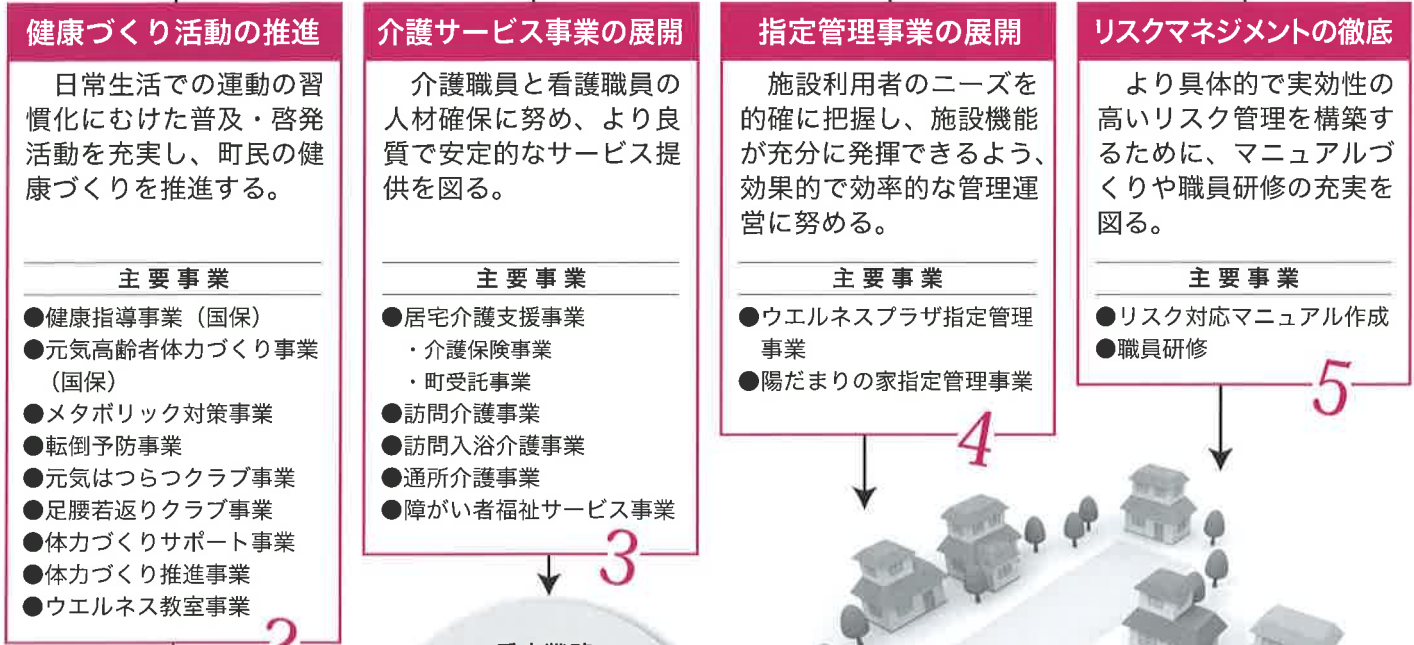 健康づくり活動の推進
日常生活での運動の習
慣化にむけた普及・啓発
活動を充実し、町民の健
康づくりを推進する。
主要事業
●健康指導事業（国保）
●元気高齢者体力づくり事業
（国保）
●メタボリック対策事業
●転倒予防事業
●元気はつらつクラブ事業
●足腰若返りクラブ事業
●体力づくりサポート事業
●体力づくり推進事業
●ウエルネス教室事業
介護サービス事業の展開
介護職員と看護職員の
人材確保に努め、より良
質で安定的なサービス提
供を図る。
主要事業
●居宅介護支援事業
・介護保険事業
・町受託事業
●訪問介護事業
●訪問入浴介護事業
●通所介護事業
●障がい者福祉サービス事業
3
指定管理事業の展開
施設利用者のニーズを
的確に把握し、施設機能
が充分に発揮できるよう、
効果的で効率的な管理運
営に努める。
主要事業
●ウエルネスプラザ指定管理
事業
●陽だまりの家指定管理事業
4
リスクマネジメントの徹底
より具体的で実効性の
高いリスク管理を構築す
るために、マニュアルづ
くりや職員研修の充実を
図る。
主要事業
●リスク対応マニュアル作成
●職員研修
5